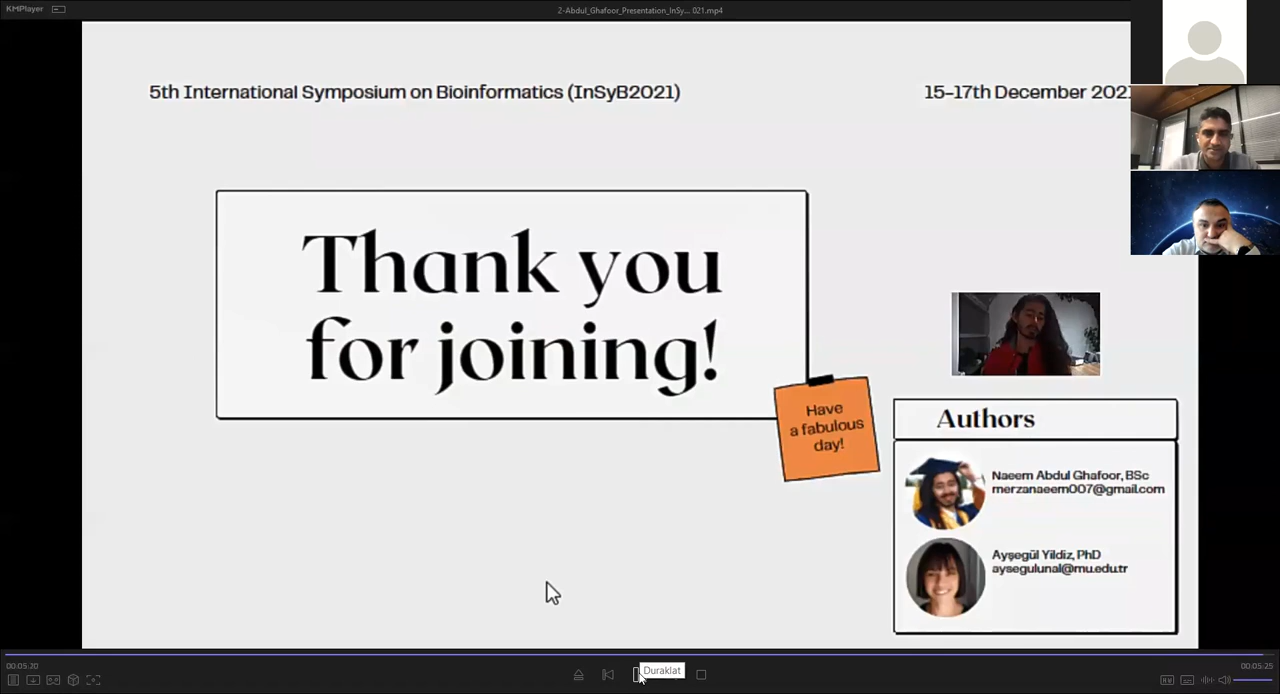 KMPlayer
2-Abdul_Ghafoor_Presentation_InSy... 021.mp4
5th International Symposium on Bioinformatics (InSyB2021)
15-17th December 2021
Thank you
for joining!
Have
a fabulous
day!
Authors
Naeem Abdul Ghafoor, BSc
merzanaeem007@gmail.com
Ayşegül Yildiz, PhD
aysegulunal@mu.edu.tr
00:05:20
Duraklat
00:05:25